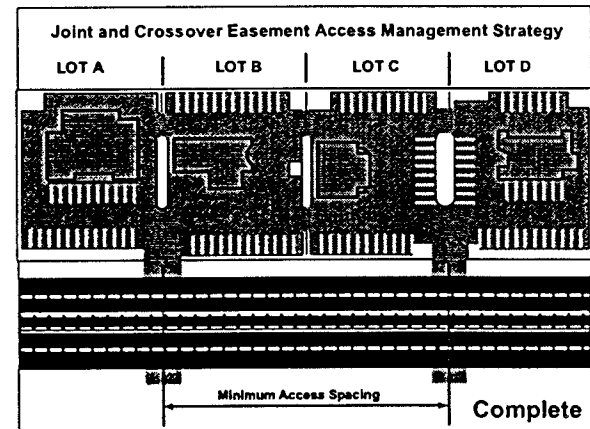 Joint and Crossover Easement Access Management Strategy
LOT A LOT B LOT C LOT D
Minimum Access Spacing
Complete